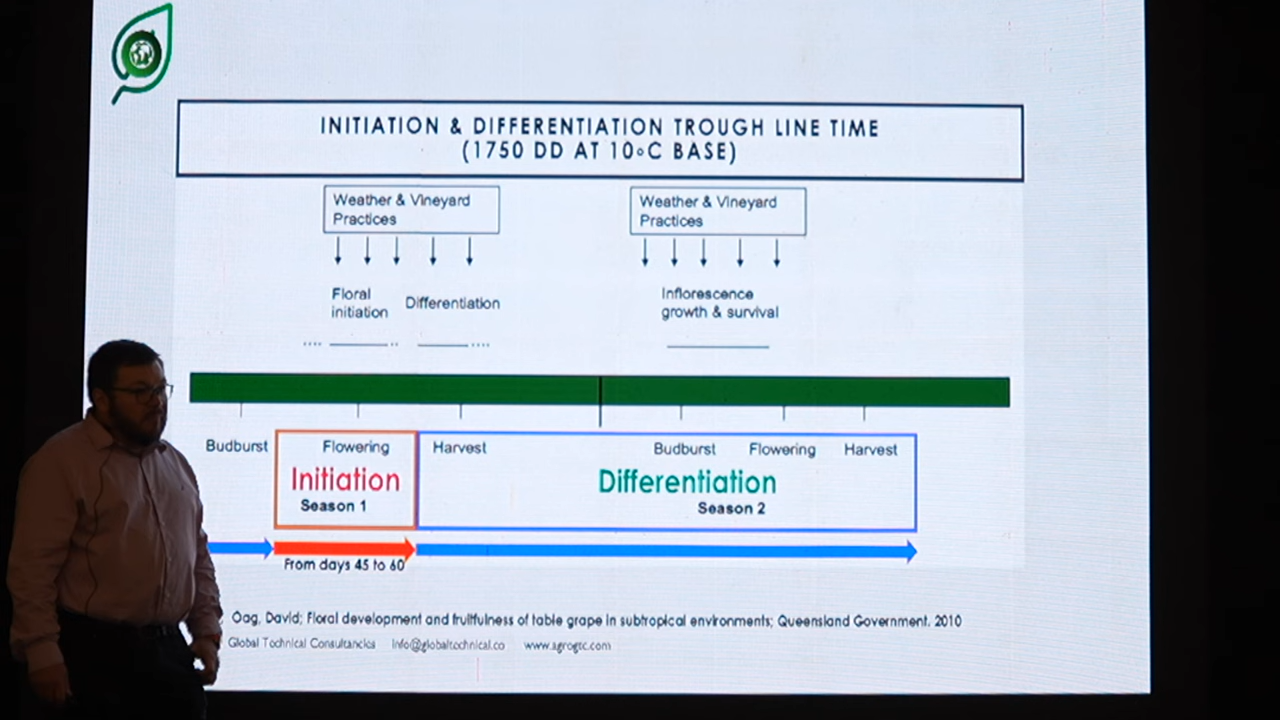 INITIATION & DIFFERENTIATION TROUGH LINE TIME
(1750 DD AT 10°C BASE)
Weather & Vineyard
Practices
Weather & Vineyard
Practices
Floral
initiation
Differentiation
Inflorescence
growth & survival
Budburst
Flowering
Harvest
Budburst
Flowering
Harvest
Initiation
Season 1
Differentiation
Season 2
From days 45 to 60
Oag, David; Floral development and fruitfulness of table grape in subtropical environments; Queensland Government. 2010
Global Technical Consultancies info@globaltechnical.co www.agrogtc.com